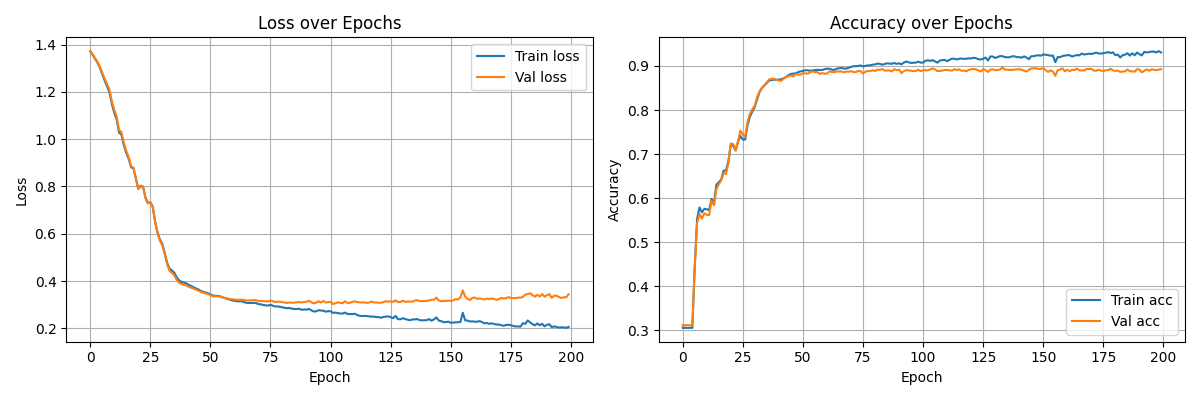 Loss over Epochs
1.4
1.2
1.0
0.8
0.6
0.4
0.2
Loss
Train loss
Val loss
0 25 50 75 100 125 150 175 200
Epoch
Accuracy over Epochs
0.9
0.8
0.7
0.6
0.5
0.4
0.3
Accuracy
Train acc
Val acc
0 25 50 75 100 125 150 175 200
Epoch